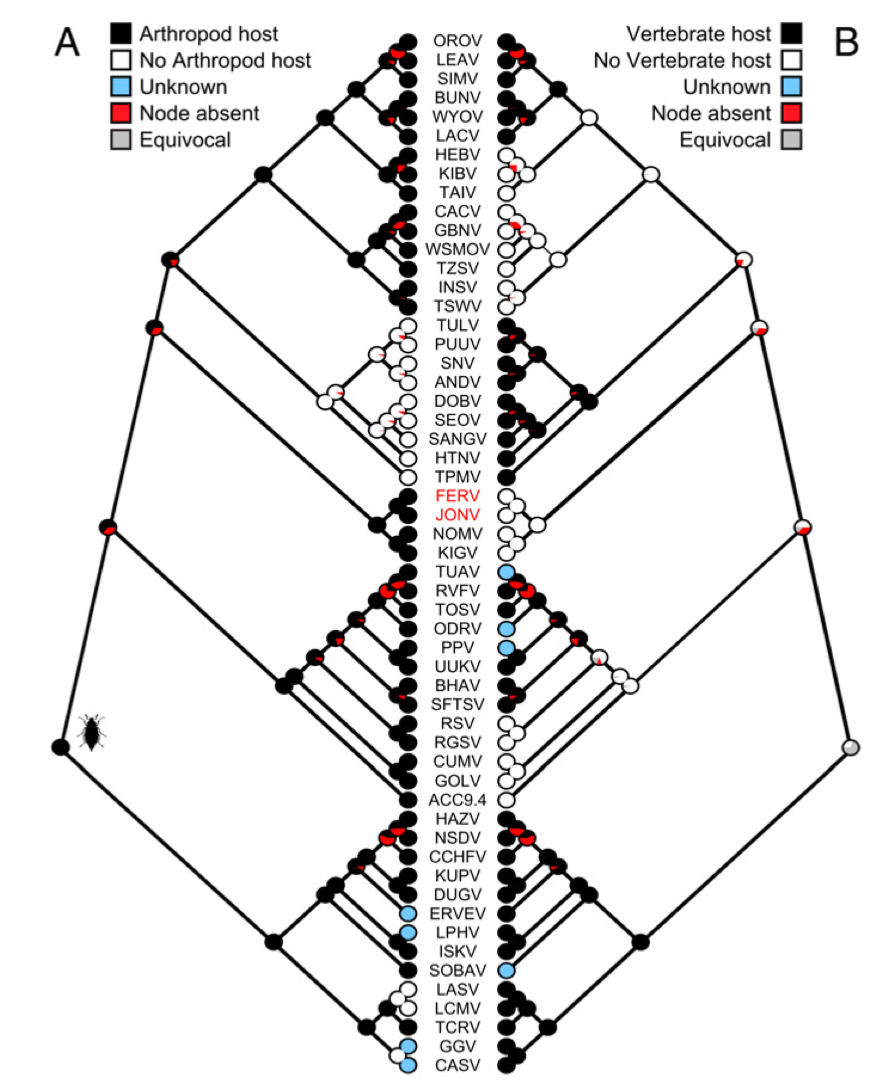 A
Arthropod host
No Arthropod host
Unknown
Node absent
Equivocal
Vertebrate host
No Vertebrate host
Unknown
Node absent
Equivocal
B
OROV
LEAV
SIMV
BUNV
WYOV
LACV
HEBV
KIBV
TAIV
CACV
GBNV
WSMOV
TZSV
INSV
TSWV
TULV
PUUV
SNV
ANDV
DOBV
SEOV
SANGV
HTNV
TPMV
FERV
JONV
NOMV
KIGV
TUAV
RVFV
TOSV
ODRV
PPV
UUKV
BHAV
SFTSV
RSV
RGSV
CUMV
GOLV
ACC9.4
HAZV
NSDV
CCHFV
KUPV
DUGV
ERVEV
LPHV
ISKV
SOBAV
LASV
LCMV
TCRV
GGV
CASV